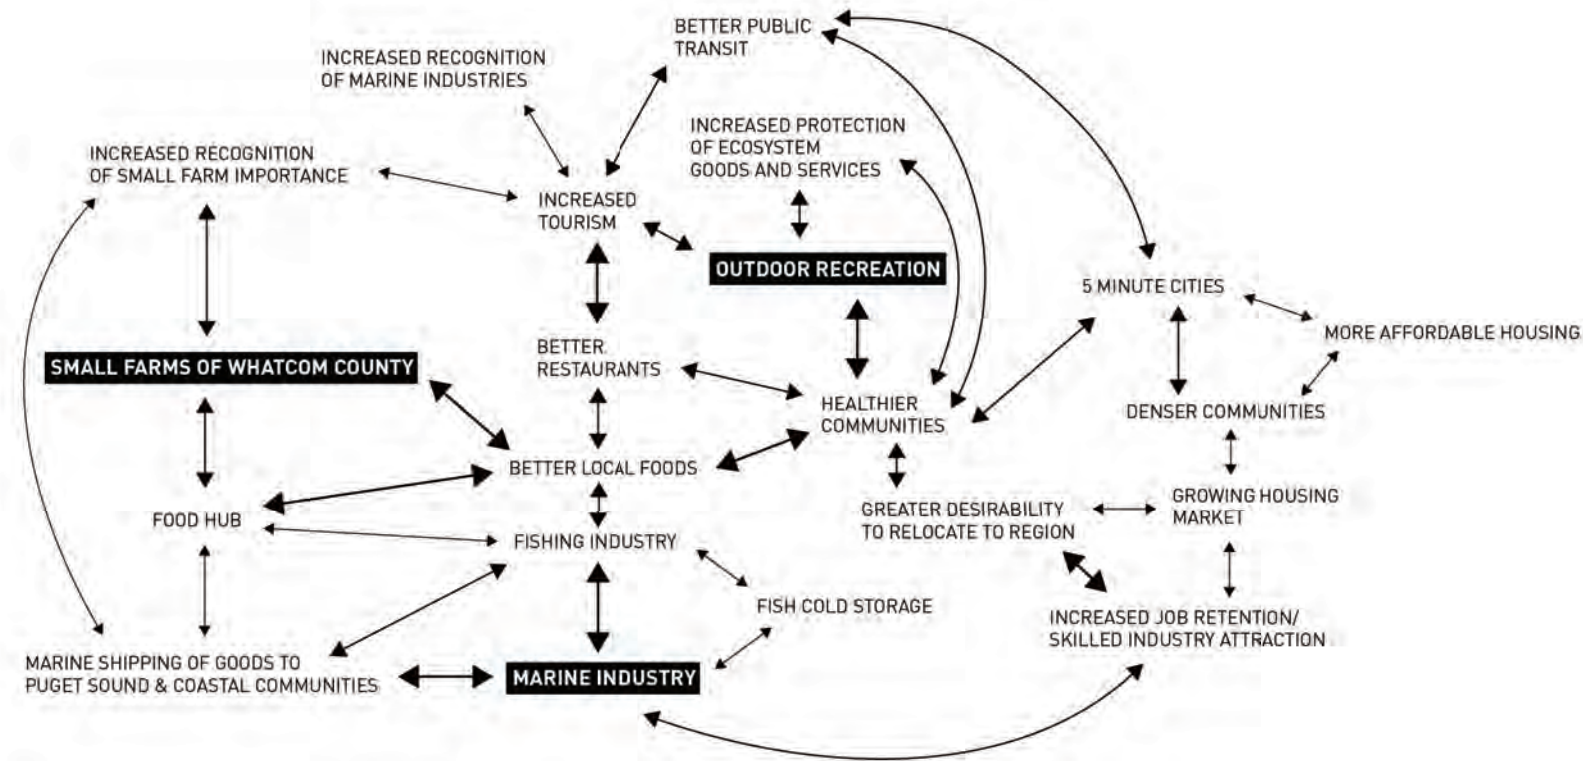 BETTER PUBLIC
TRANSIT
INCREASED RECOGNITION
OF MARINE INDUSTRIES
INCREASED PROTECTION
OF ECOSYSTEM
GOODS AND SERVICES
INCREASED RECOGNITION
OF SMALL FARM IMPORTANCE
INCREASED
TOURISM
OUTDOOR RECREATION
5 MINUTE CITIES
MORE AFFORDABLE HOUSING
BETTER
RESTAURANTS
SMALL FARMS OF WHATCOM COUNTY
HEALTHIER
COMMUNITIES
DENSER COMMUNITIES
BETTER LOCAL FOODS
GREATER DESIRABILITY
TO RELOCATE TO REGION
GROWING HOUSING
MARKET
FOOD HUB
FISHING INDUSTRY
FISH COLD STORAGE
INCREASED JOB RETENTION/
SKILLED INDUSTRY ATTRACTION
MARINE SHIPPING OF GOODS TO
PUGET SOUND & COASTAL COMMUNITIES
MARINE INDUSTRY